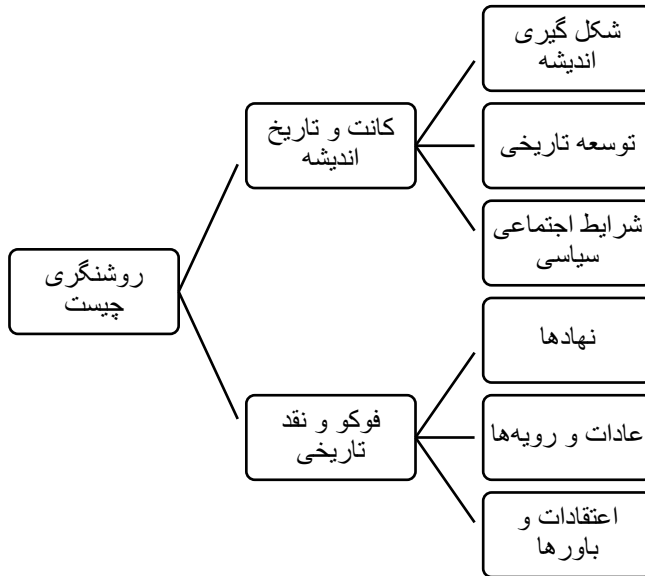 روشنگری
چیست
کانت و تاریخ
اندیشه
شکل گیری
اندیشه
توسعه تاریخی
شرایط اجتماعی
سیاسی
فوکو و نقد
تاریخی
نهادها
عادات و رویه‌ها
اعتقادات و
باورها